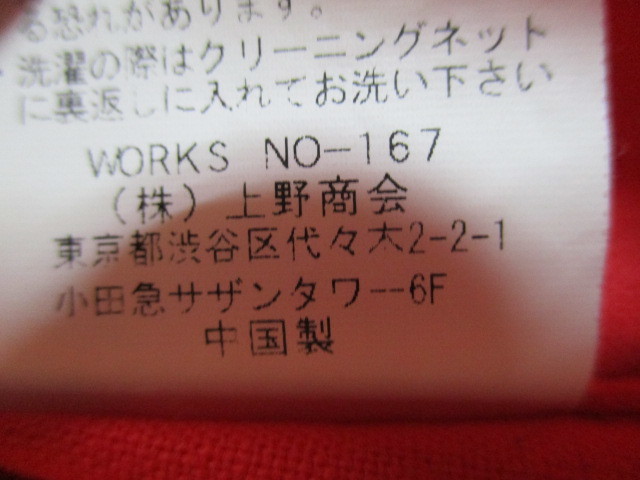 る恐れがあります。
洗濯の際はクリーニングネット
に裏返しに入れてお洗い下さい
WORKS NO-167
(株)上野商会
東京都渋谷区代々木2-2-1
小田急サザンタワー-6F
中国製